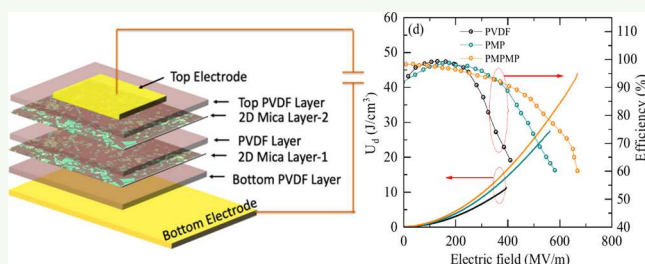 Top Electrode
Top PVDF Layer
2D Mica Layer-2
PVDF Layer
2D Mica Layer-1
Bottom PVDF Layer
Bottom Electrode
(d)
PVDF
PMP
PMPMP
60
50
40
30
20
10
0
U_d (J/cm³)
110
100
90
80
70
60
50
40
Efficiency (%)
0 200 400 600 800
Electric field (MV/m)